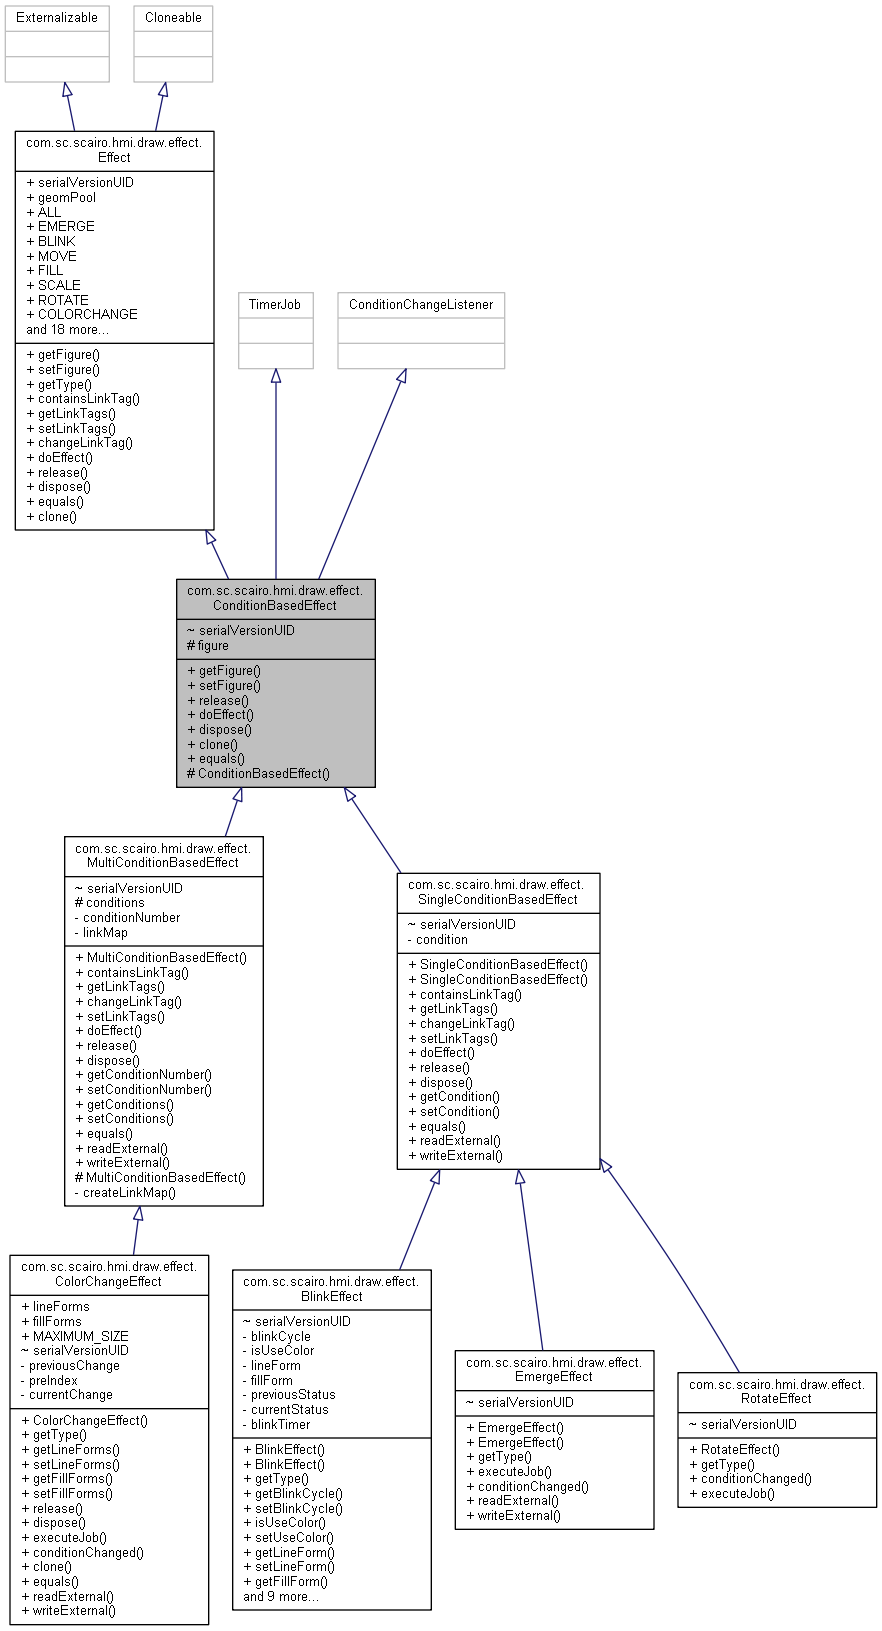 Externalizable
Cloneable
com.sc.scairo.hmi.draw.effect.
Effect
+ serialVersionUID
+ geomPool
+ ALL
+ EMERGE
+ BLINK
+ MOVE
+ FILL
+ SCALE
+ ROTATE
+ COLORCHANGE
and 18 more...
+ getFigure()
+ setFigure()
+ getType()
+ containsLinkTag()
+ getLinkTags()
+ setLinkTags()
+ changeLinkTag()
+ doEffect()
+ release()
+ dispose()
+ equals()
+ clone()
TimerJob
ConditionChangeListener
com.sc.scairo.hmi.draw.effect.
ConditionBasedEffect
~ serialVersionUID
# figure
+ getFigure()
+ setFigure()
+ release()
+ doEffect()
+ dispose()
+ clone()
+ equals()
# ConditionBasedEffect()
com.sc.scairo.hmi.draw.effect.
MultiConditionBasedEffect
~ serialVersionUID
# conditions
- conditionNumber
- linkMap
+ MultiConditionBasedEffect()
+ containsLinkTag()
+ getLinkTags()
+ changeLinkTag()
+ setLinkTags()
+ doEffect()
+ release()
+ dispose()
+ getConditionNumber()
+ setConditionNumber()
+ getConditions()
+ setConditions()
+ equals()
+ readExternal()
+ writeExternal()
# MultiConditionBasedEffect()
- createLinkMap()
com.sc.scairo.hmi.draw.effect.
SingleConditionBasedEffect
~ serialVersionUID
- condition
+ SingleConditionBasedEffect()
+ SingleConditionBasedEffect()
+ containsLinkTag()
+ getLinkTags()
+ changeLinkTag()
+ setLinkTags()
+ doEffect()
+ release()
+ dispose()
+ getCondition()
+ setCondition()
+ equals()
+ readExternal()
+ writeExternal()
com.sc.scairo.hmi.draw.effect.
ColorChangeEffect
+ lineForms
+ fillForms
+ MAXIMUM_SIZE
~ serialVersionUID
- previousChange
- preIndex
- currentChange
+ ColorChangeEffect()
+ getType()
+ getLineForms()
+ setLineForms()
+ getFillForms()
+ setFillForms()
+ release()
+ dispose()
+ executeJob()
+ conditionChanged()
+ clone()
+ equals()
+ readExternal()
+ writeExternal()
com.sc.scairo.hmi.draw.effect.
BlinkEffect
~ serialVersionUID
- blinkCycle
- isUseColor
- lineForm
- fillForm
- previousStatus
- currentStatus
- blinkTimer
+ BlinkEffect()
+ BlinkEffect()
+ getType()
+ getBlinkCycle()
+ setBlinkCycle()
+ isUseColor()
+ setUseColor()
+ getLineForm()
+ setLineForm()
+ getFillForm()
and 9 more...
com.sc.scairo.hmi.draw.effect.
EmergeEffect
~ serialVersionUID
+ EmergeEffect()
+ EmergeEffect()
+ getType()
+ executeJob()
+ conditionChanged()
+ readExternal()
+ writeExternal()
com.sc.scairo.hmi.draw.effect.
RotateEffect
~ serialVersionUID
+ RotateEffect()
+ getType()
+ conditionChanged()
+ executeJob()